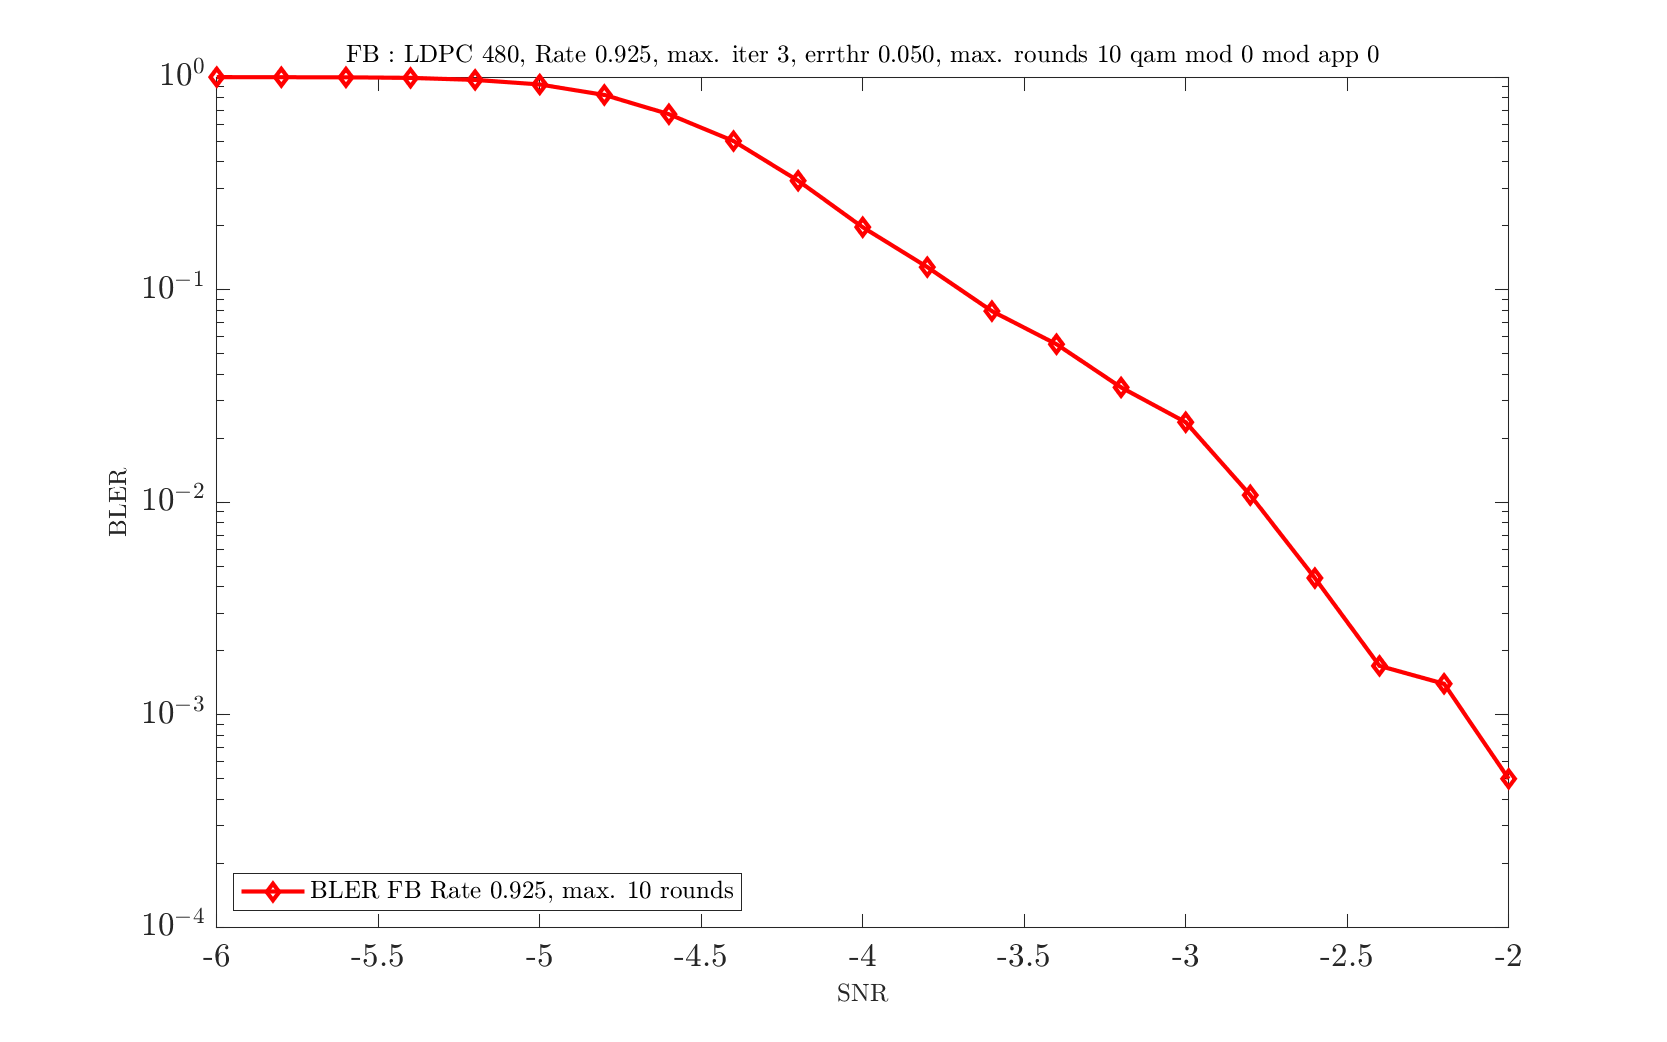 FB : LDPC 480, Rate 0.925, max. iter 3, errthr 0.050, max. rounds 10 qam mod 0 mod app 0
10^0
10^{-1}
10^{-2}
10^{-3}
10^{-4}
BLER
BLER FB Rate 0.925, max. 10 rounds
-6 -5.5 -5 -4.5 -4 -3.5 -3 -2.5 -2
SNR